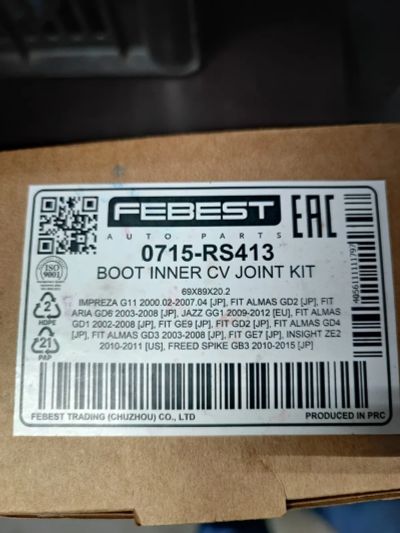 FEBEST
AUTO PARTS
EAC
0715-RS413
BOOT INNER CV JOINT KIT
69X89X20.2
IMPREZA G11 2000.02-2007.04 [JP], FIT ALMAS GD2 [JP], FIT
ARIA GD6 2003-2008 [JP], JAZZ GG1 2009-2012 [EU], FIT ALMAS
GD1 2002-2008 [JP], FIT GE9 [JP], FIT GD2 [JP], FIT ALMAS GD4
[JP], FIT ALMAS GD3 2003-2008 [JP], FIT GE7 [JP], INSIGHT ZE2
2010-2011 [US], FREED SPIKE GB3 2010-2015 [JP]
ISO
9001
2
HDPE
21
PAP
4056111111797
FEBEST TRADING (CHUZHOU) CO., LTD
PRODUCED IN PRC